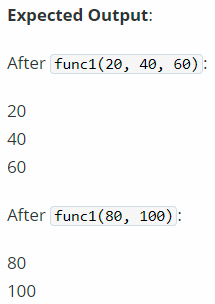 Expected Output:
After func1(20, 40, 60):
20
40
60
After func1(80, 100):
80
100